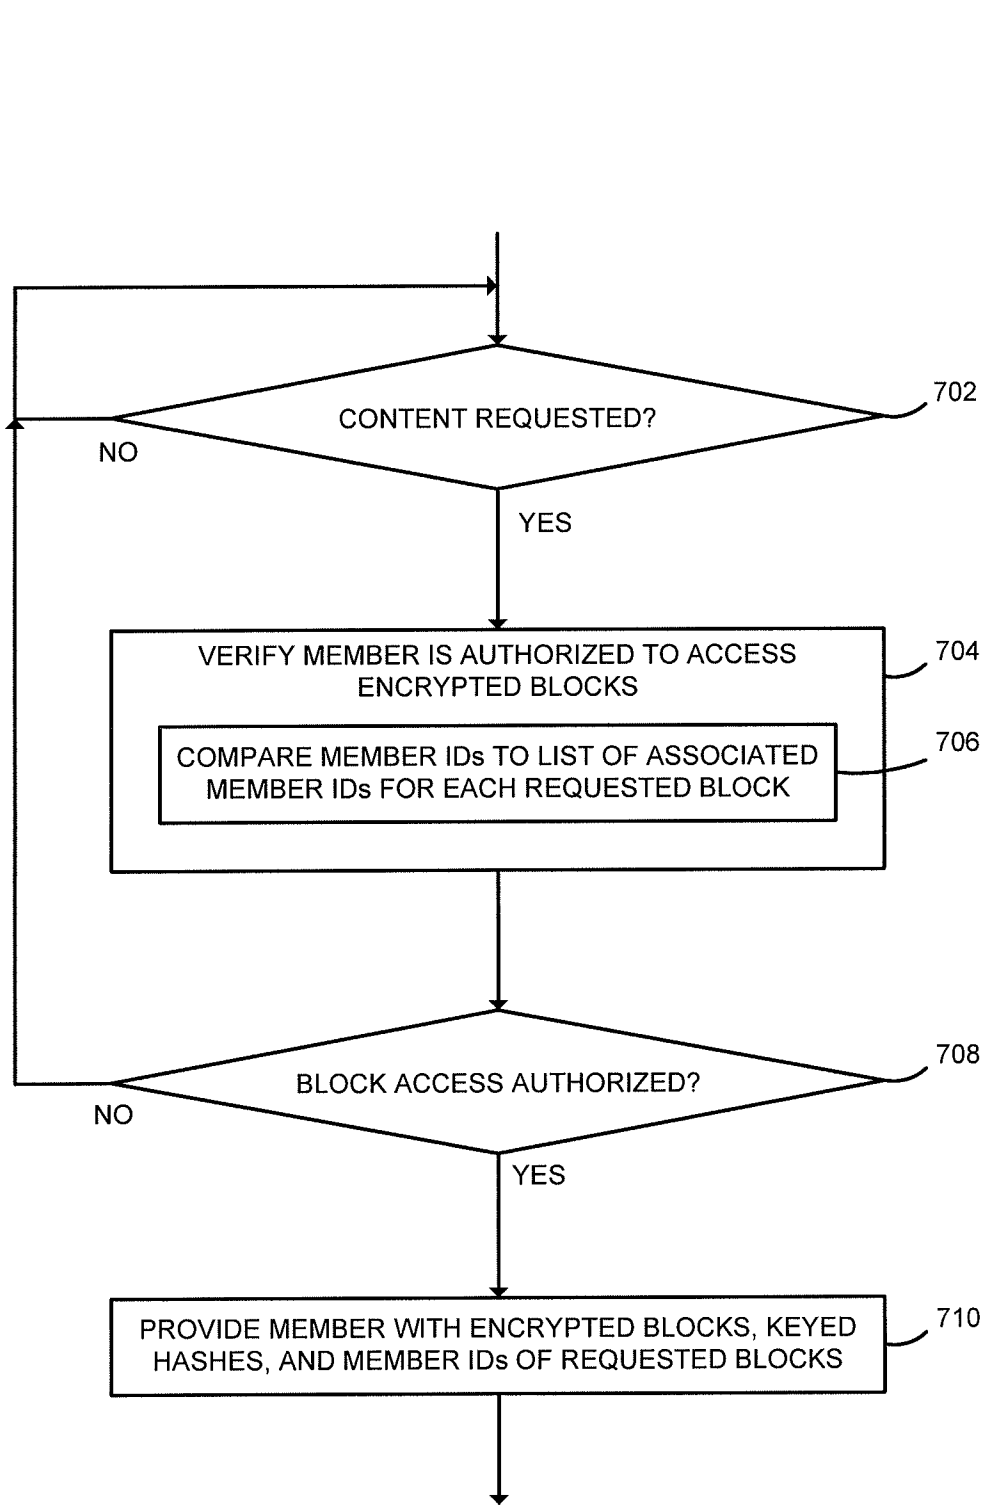 702
CONTENT REQUESTED?
NO
YES
VERIFY MEMBER IS AUTHORIZED TO ACCESS
ENCRYPTED BLOCKS
704
COMPARE MEMBER IDs TO LIST OF ASSOCIATED
MEMBER IDs FOR EACH REQUESTED BLOCK
706
708
BLOCK ACCESS AUTHORIZED?
NO
YES
PROVIDE MEMBER WITH ENCRYPTED BLOCKS, KEYED
HASHES, AND MEMBER IDs OF REQUESTED BLOCKS
710